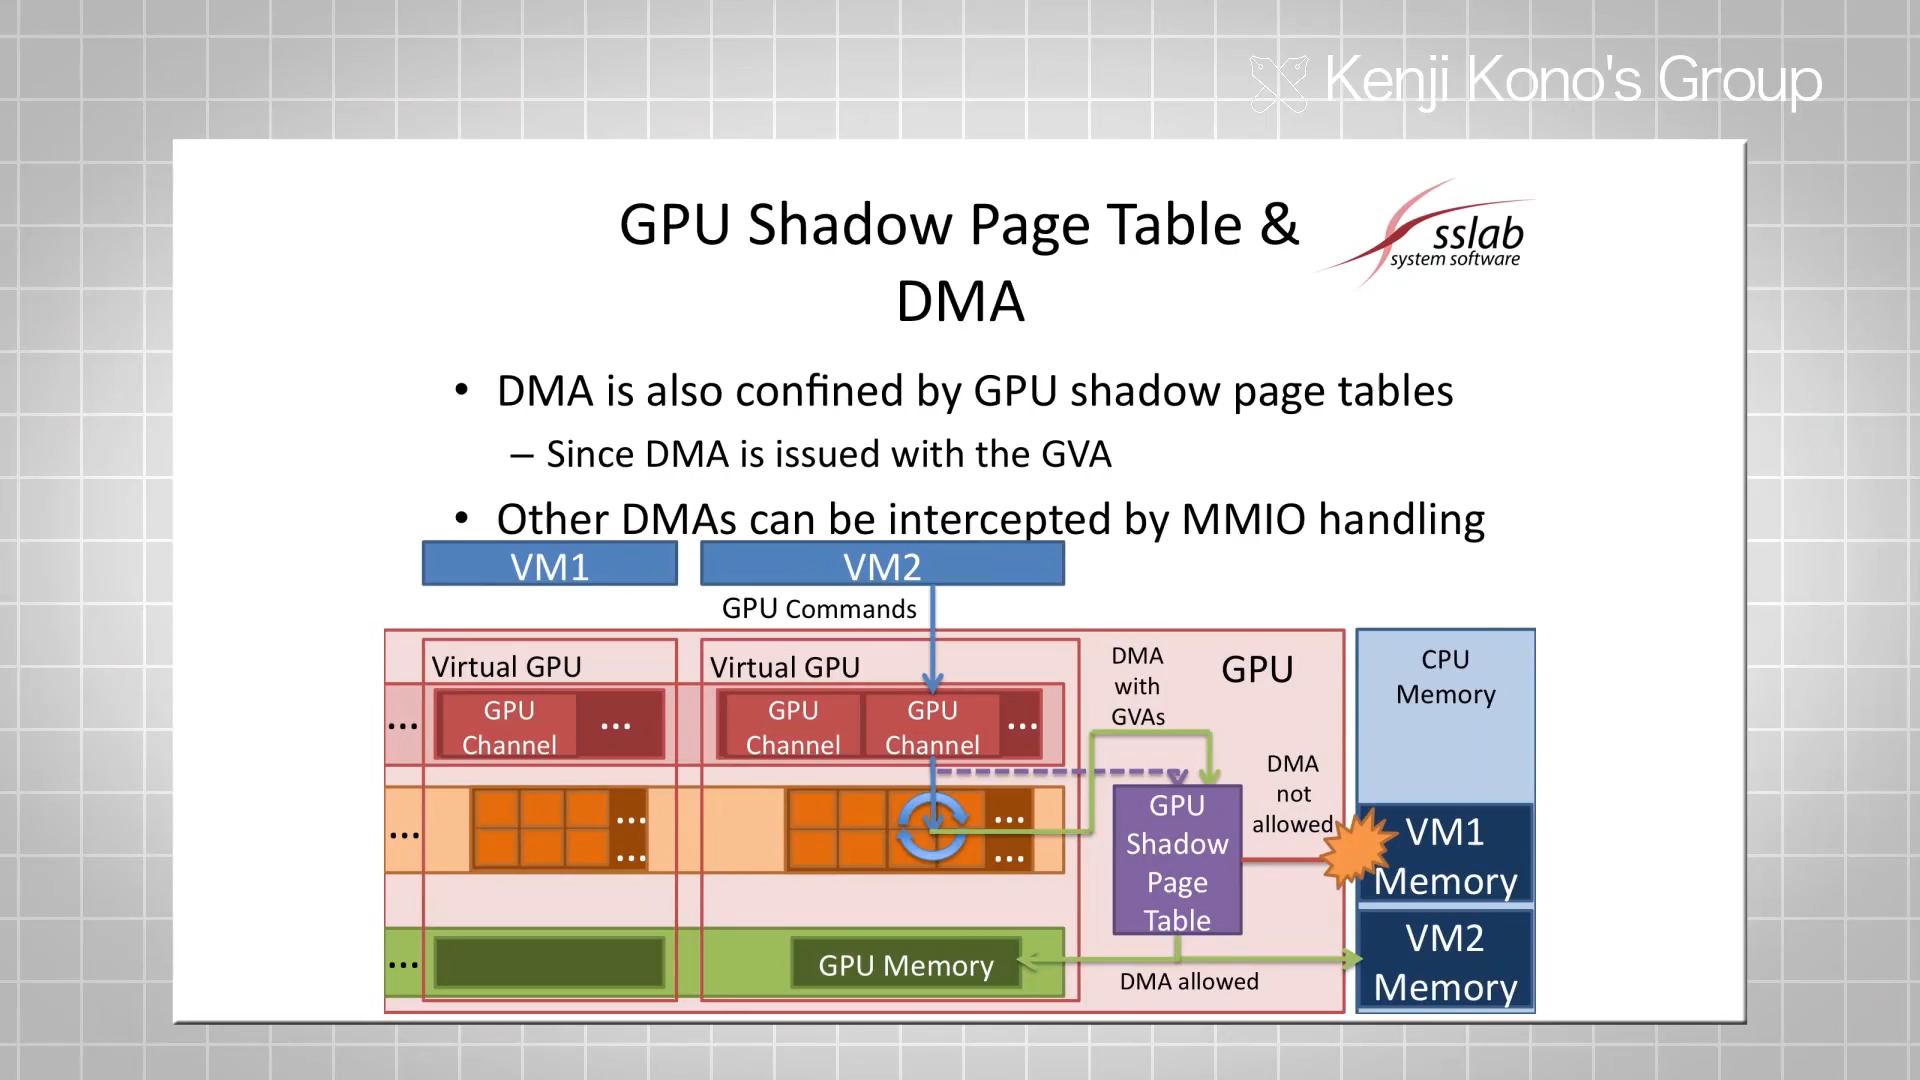 Kenji Kono's Group
GPU Shadow Page Table &
DMA
sslab
system software
• DMA is also confined by GPU shadow page tables
– Since DMA is issued with the GVA
• Other DMAs can be intercepted by MMIO handling
VM1
VM2
GPU Commands
Virtual GPU
Virtual GPU
DMA
with
GVAs
GPU
CPU
Memory
...
GPU
Channel
...
GPU
Channel
GPU
Channel
...
DMA
not
allowed
...
...
...
...
...
GPU
Shadow
Page
Table
VM1
Memory
...
GPU Memory
DMA allowed
VM2
Memory